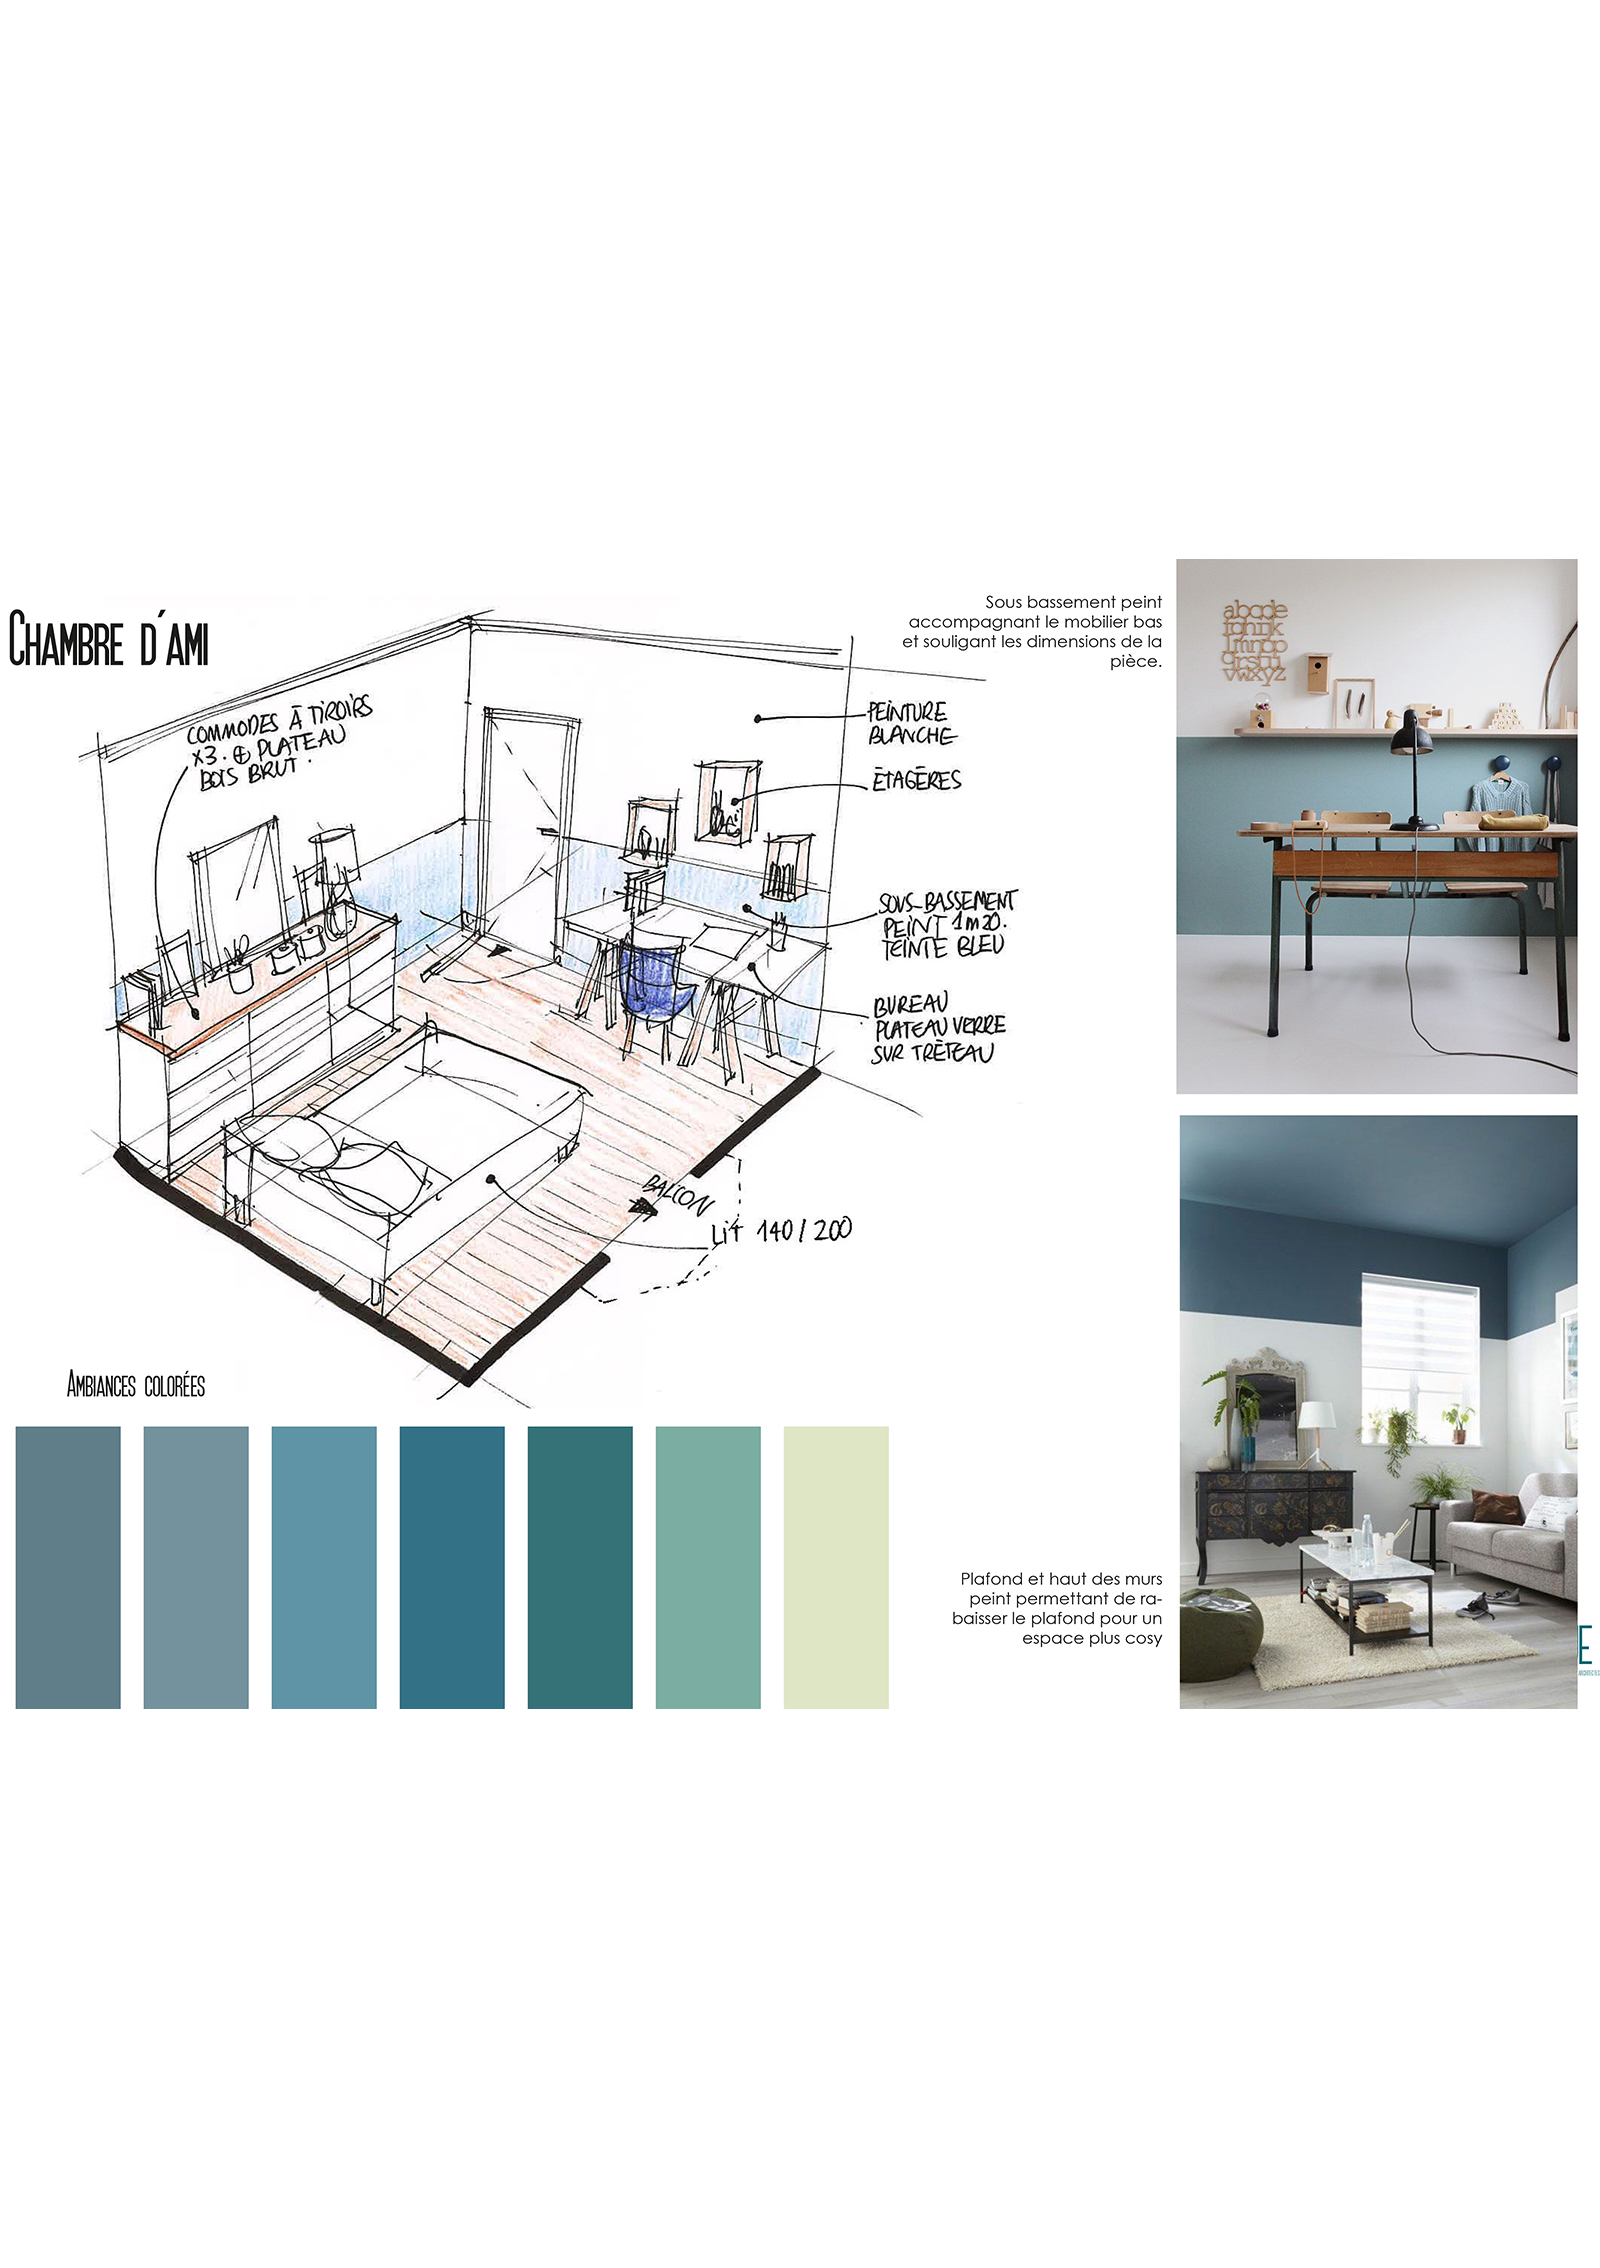 CHAMBRE D'AMI
COMMODES À TIROIRS
X3. ⊕ PLATEAU
BOIS BRUT.
Sous bassement peint
accompagnant le mobilier bas
et souligant les dimensions de la
pièce.
PEINTURE
BLANCHE
ÉTAGÈRES
SOUS-BASSEMENT
PEINT 1m20.
TEINTE BLEU
BUREAU
PLATEAU VERRE
SUR TRÉTEAU
BALCON
Lit 140/200
abcde
fghijk
lmnop
qrstu
vwxyz
AMBIANCES COLORÉES
Plafond et haut des murs
peint permettant de ra-
baisser le plafond pour un
espace plus cosy
E
ARCHITECTES